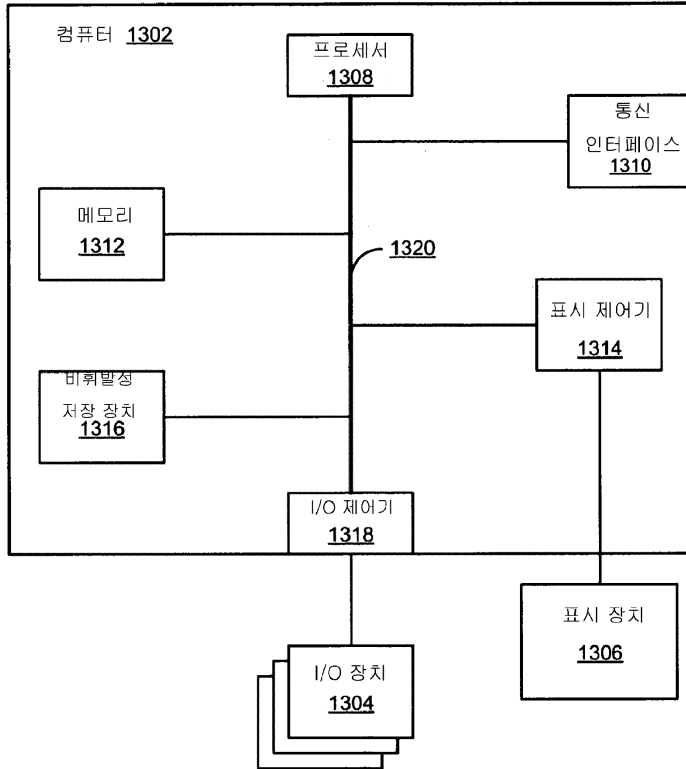 컴퓨터 1302
프로세서
1308
통신
인터페이스
1310
메모리
1312
1320
표시 제어기
1314
비휘발성
저장 장치
1316
I/O 제어기
1318
표시 장치
1306
I/O 장치
1304